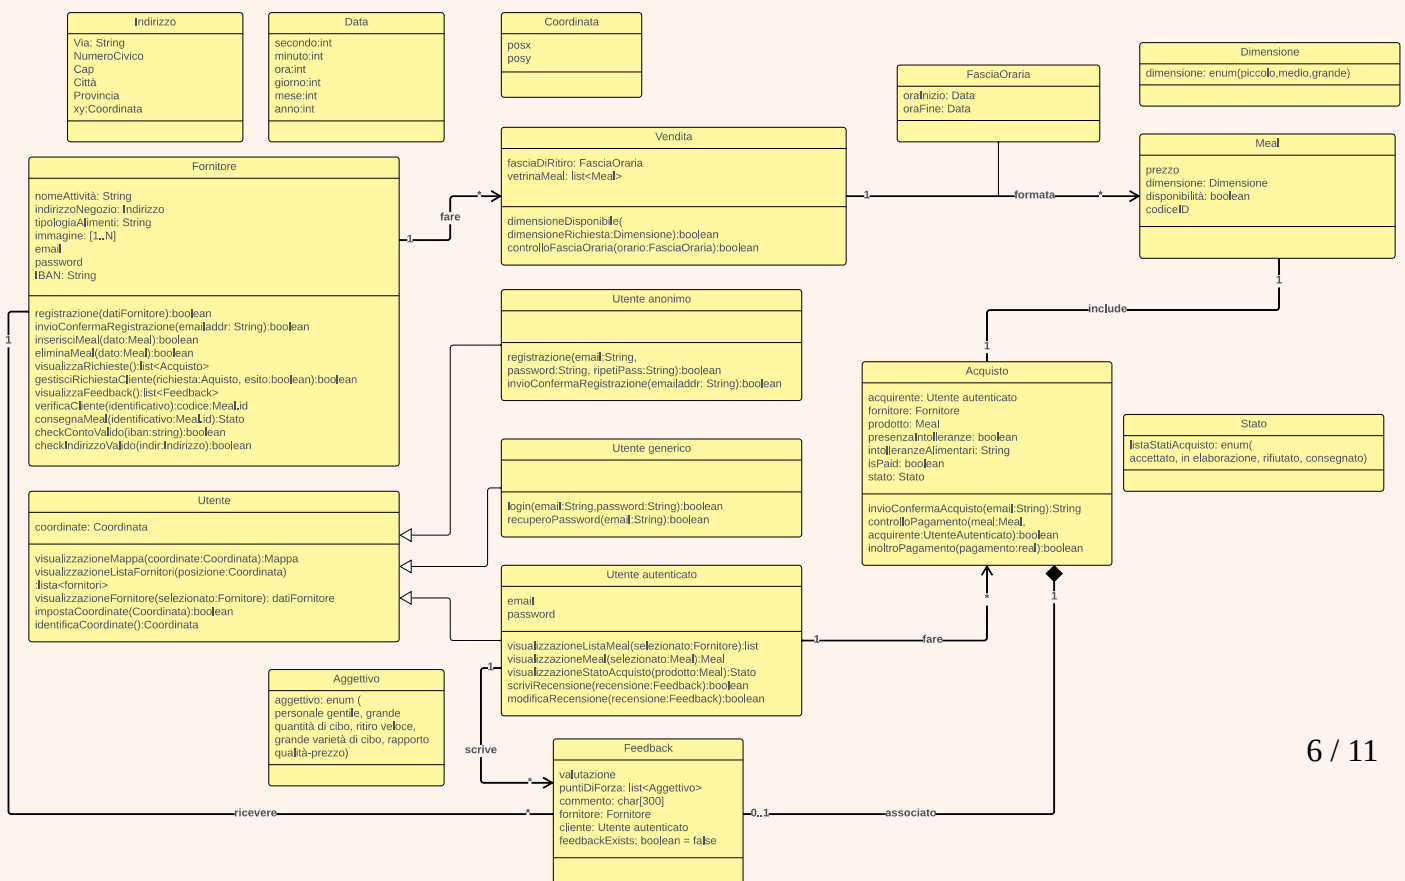 Indirizzo
Via: String
NumeroCivico
Cap
Città
Provincia
xy:Coordinata
Data
secondo:int
minuto:int
ora:int
giorno:int
mese:int
anno:int
Coordinata
posx
posy
FasciaOraria
oraInizio: Data
oraFine: Data
Dimensione
dimensione: enum(piccolo,medio,grande)
Fornitore
nomeAttività: String
indirizzoNegozio: Indirizzo
tipologiaAlimenti: String
immagine: [1..N]
email
password
IBAN: String
registrazione(datiFornitore):boolean
invioConfermaRegistrazione(emailaddr: String):boolean
inserisciMeal(dato:Meal):boolean
eliminaMeal(dato:Meal):boolean
visualizzaRichieste():list<Acquisto>
gestisciRichiestaCliente(richiesta:Aquisto, esito:boolean):boolean
visualizzaFeedback():list<Feedback>
verificaCliente(identificativo):codice:Meal.id
consegnaMeal(identificativo:Meal.id):Stato
checkContoValido(iban:string):boolean
checkIndirizzoValido(indir:Indirizzo):boolean
1
fare
*
Vendita
fasciaDiRitiro: FasciaOraria
vetrinaMeal: list<Meal>
dimensioneDisponibile(
dimensioneRichiesta:Dimensione):boolean
controlloFasciaOraria(orario:FasciaOraria):boolean
1
formata
*
Meal
prezzo
dimensione: Dimensione
disponibilità: boolean
codiceID
1
include
1
Utente anonimo
registrazione(email:String,
password:String, ripetiPass:String):boolean
invioConfermaRegistrazione(emailaddr: String):boolean
Utente generico
login(email:String,password:String):boolean
recuperoPassword(email:String):boolean
Acquisto
acquirente: Utente autenticato
fornitore: Fornitore
prodotto: Meal
presenzaIntolleranze: boolean
intolleranzeAlimentari: String
isPaid: boolean
stato: Stato
invioConfermaAcquisto(email:String):String
controlloPagamento(meal:Meal,
acquirente:UtenteAutenticato):boolean
inoltroPagamento(pagamento:real):boolean
Stato
listaStatiAcquisto: enum(
accettato, in elaborazione, rifiutato, consegnato)
Utente
coordinate: Coordinata
visualizzazioneMappa(coordinate:Coordinata):Mappa
visualizzazioneListaFornitori(posizione:Coordinata)
:lista<fornitori>
visualizzazioneFornitore(selezionato:Fornitore): datiFornitore
impostaCoordinate(Coordinata):boolean
identificaCoordinate():Coordinata
Utente autenticato
email
password
visualizzazioneListaMeal(selezionato:Fornitore):list
visualizzazioneMeal(selezionato:Meal):Meal
visualizzazioneStatoAcquisto(prodotto:Meal):Stato
scriviRecensione(recensione:Feedback):boolean
modificaRecensione(recensione:Feedback):boolean
1
fare
*
1
1
scrive
*
Aggettivo
aggettivo: enum (
personale gentile, grande
quantità di cibo, ritiro veloce,
grande varietà di cibo, rapporto
qualità-prezzo)
Feedback
valutazione
puntiDiForza: list<Aggettivo>
commento: char[300]
fornitore: Fornitore
cliente: Utente autenticato
feedbackExists: boolean = false
1
ricevere
*
0..1
associato
6 / 11